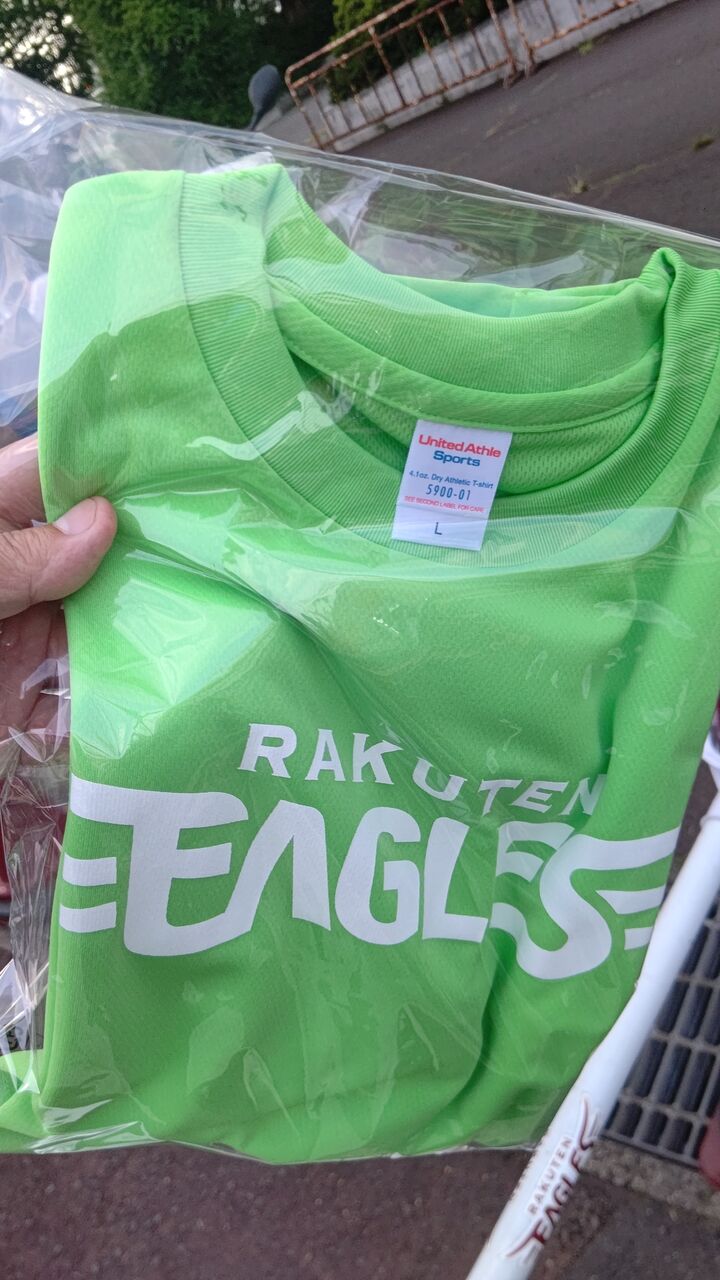 United Athle
Sports
4.1oz. Dry Athletic T-shirt
5900-01
SEE SECOND LABEL FOR CARE
L
RAKUTEN
EAGLES
RAKUTEN
EAGLES